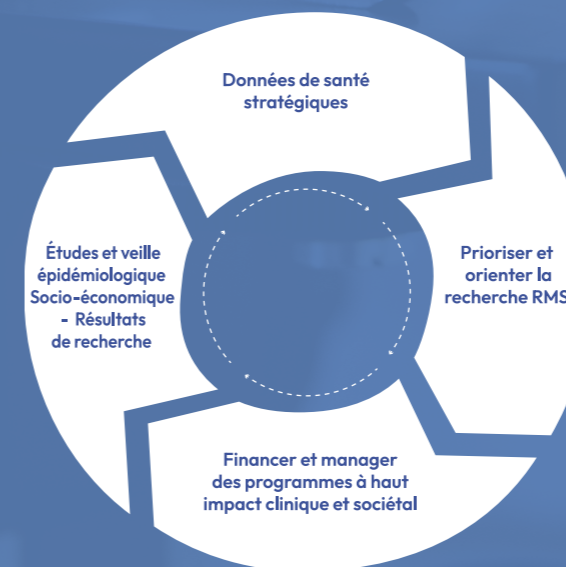 Données de santé
stratégiques
Prioriser et
orienter la
recherche RMS
Financer et manager
des programmes à haut
impact clinique et sociétal
Études et veille
épidémiologique
Socio-économique
- Résultats
de recherche